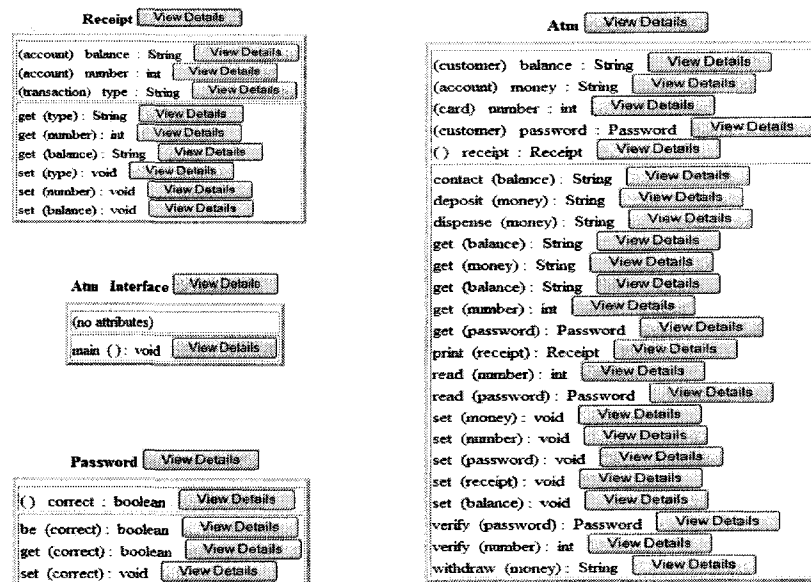 Receipt View Details
(account) balance : String View Details
(account) number : int View Details
(transaction) type : String View Details
get (type) : String View Details
get (number) : int View Details
get (balance) : String View Details
set (type) : void View Details
set (number) : void View Details
set (balance) : void View Details
Atm Interface View Details
(no attributes)
main () : void View Details
Password View Details
() correct : boolean View Details
be (correct) : boolean View Details
get (correct) : boolean View Details
set (correct) : void View Details
Atm View Details
(customer) balance : String View Details
(account) money : String View Details
(card) number : int View Details
(customer) password : Password View Details
() receipt : Receipt View Details
contact (balance) : String View Details
deposit (money) : String View Details
dispense (money) : String View Details
get (balance) : String View Details
get (money) : String View Details
get (balance) : String View Details
get (number) : int View Details
get (password) : Password View Details
print (receipt) : Receipt View Details
read (number) : int View Details
read (password) : Password View Details
set (money) : void View Details
set (number) : void View Details
set (password) : void View Details
set (receipt) : void View Details
set (balance) : void View Details
verify (password) : Password View Details
verify (number) : int View Details
withdraw (money) : String View Details